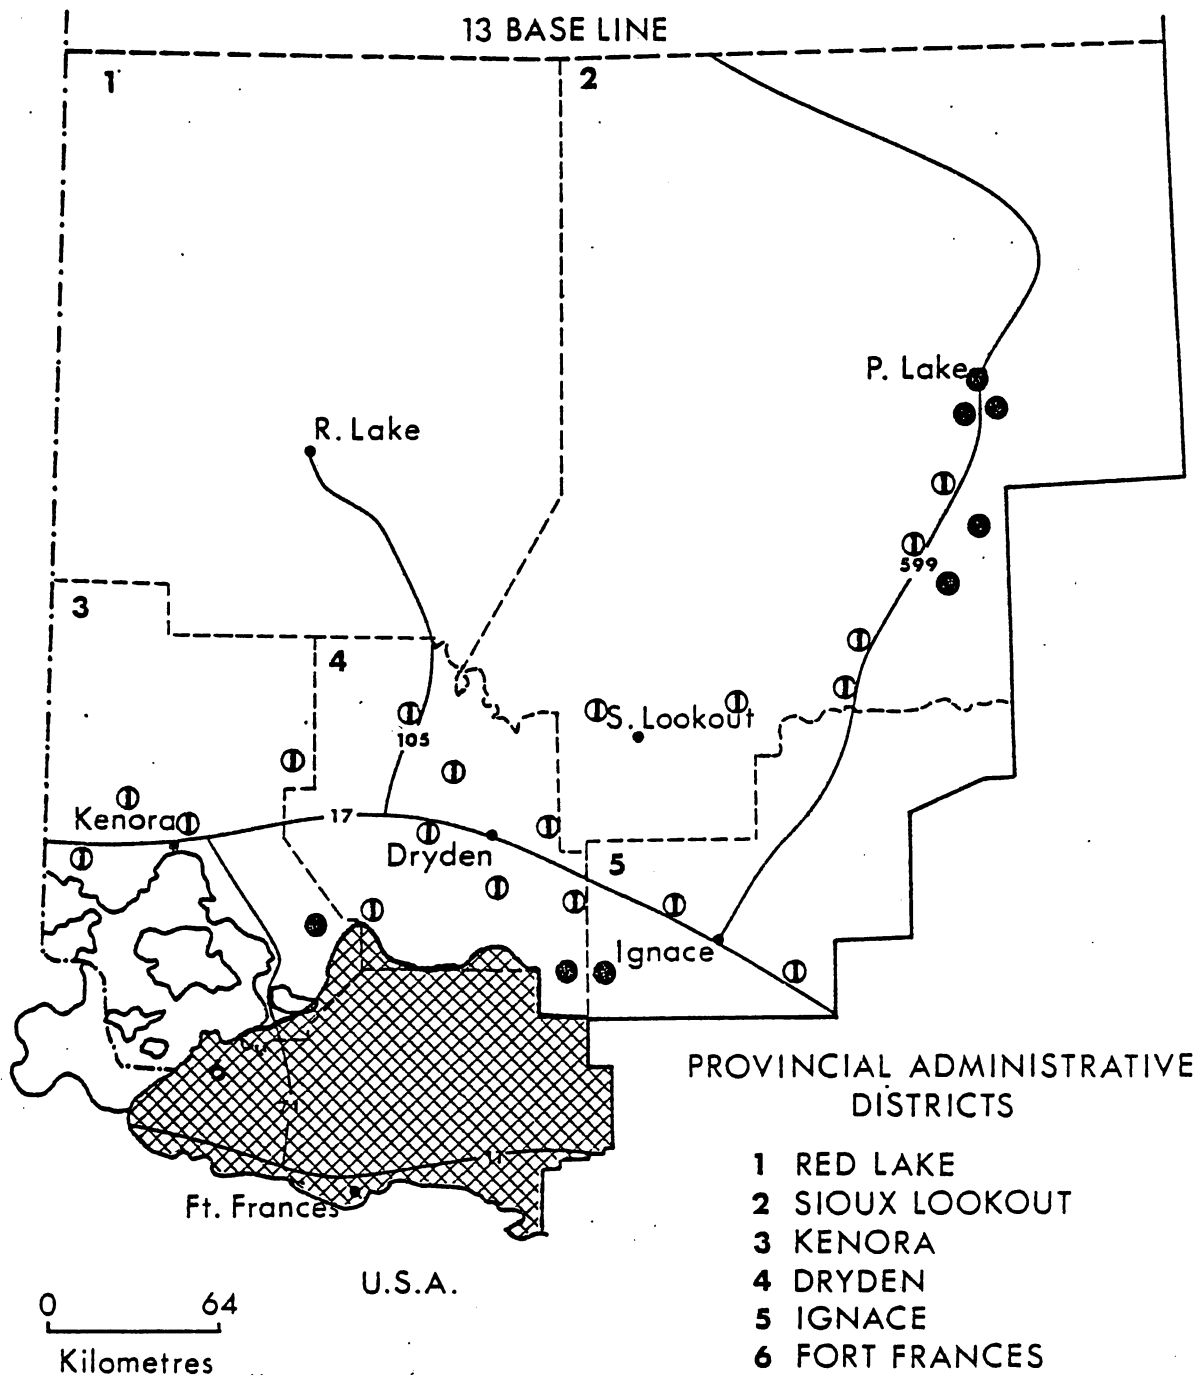 13 BASE LINE
1
2
P. Lake
R. Lake
599
3
4
S. Lookout
105
Kenora
17
Dryden
5
Ignace
PROVINCIAL ADMINISTRATIVE
DISTRICTS
11
1 RED LAKE
Ft. Frances
2 SIOUX LOOKOUT
3 KENORA
U.S.A.
4 DRYDEN
0 64
5 IGNACE
Kilometres
6 FORT FRANCES